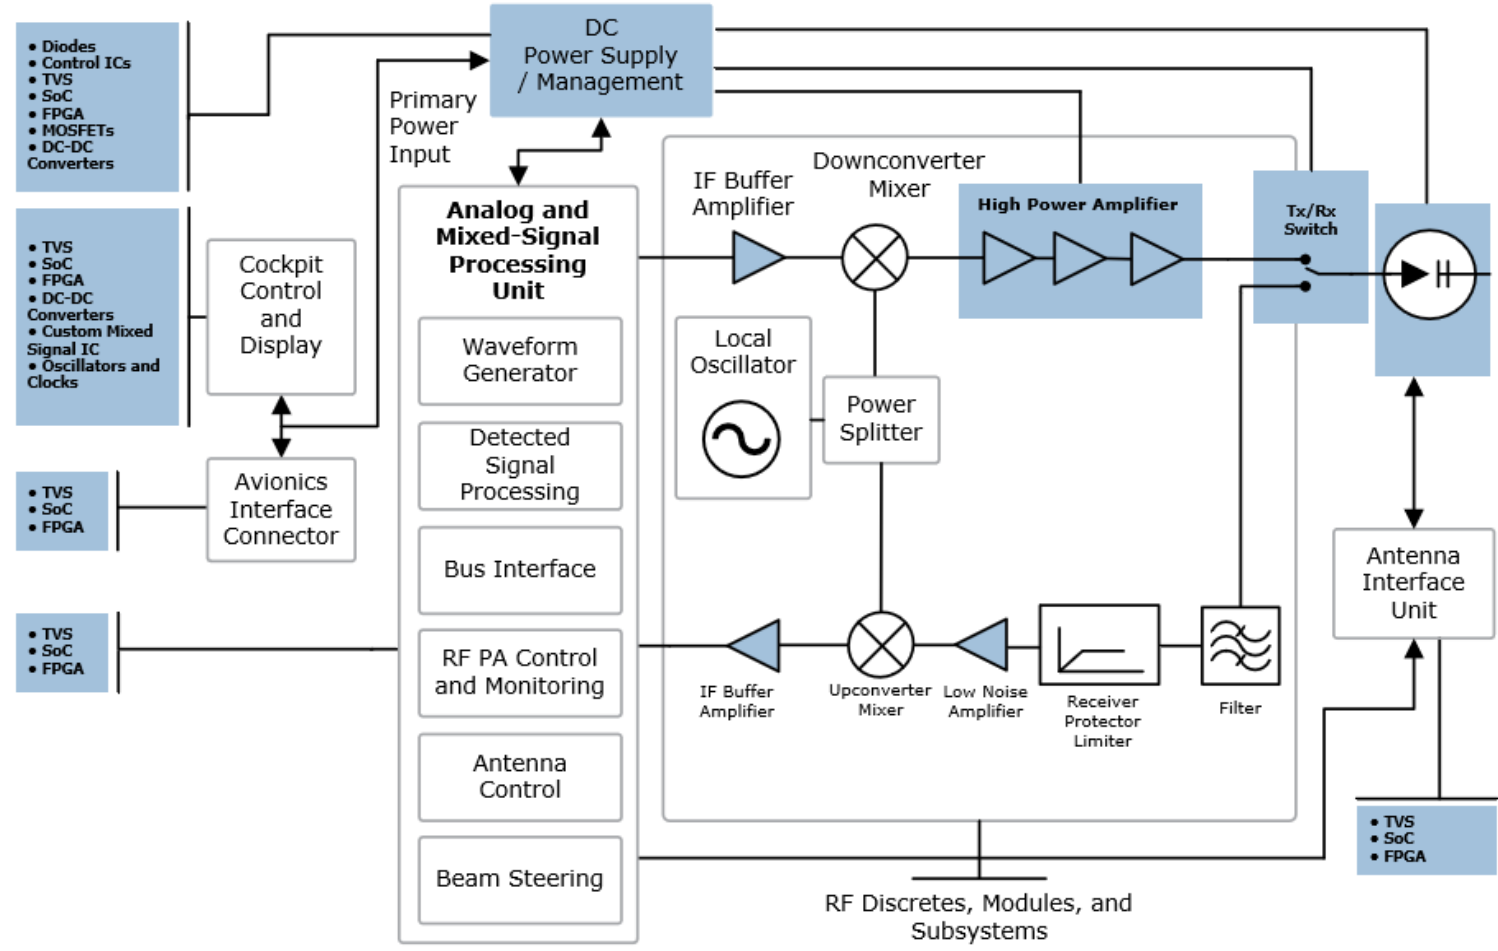 • Diodes
• Control ICs
• TVS
• SoC
• FPGA
• MOSFETs
• DC-DC
Converters
DC
Power Supply
/ Management
Primary
Power
Input
• TVS
• SoC
• FPGA
• DC-DC
Converters
• Custom Mixed
Signal IC
• Oscillators and
Clocks
Cockpit
Control
and
Display
• TVS
• SoC
• FPGA
Avionics
Interface
Connector
• TVS
• SoC
• FPGA
Analog and
Mixed-Signal
Processing
Unit
Waveform
Generator
Detected
Signal
Processing
Bus Interface
RF PA Control
and Monitoring
Antenna
Control
Beam Steering
IF Buffer
Amplifier
Downconverter
Mixer
High Power Amplifier
Tx/Rx
Switch
Local
Oscillator
Power
Splitter
IF Buffer
Amplifier
Upconverter
Mixer
Low Noise
Amplifier
Receiver
Protector
Limiter
Filter
Antenna
Interface
Unit
• TVS
• SoC
• FPGA
RF Discretes, Modules, and
Subsystems